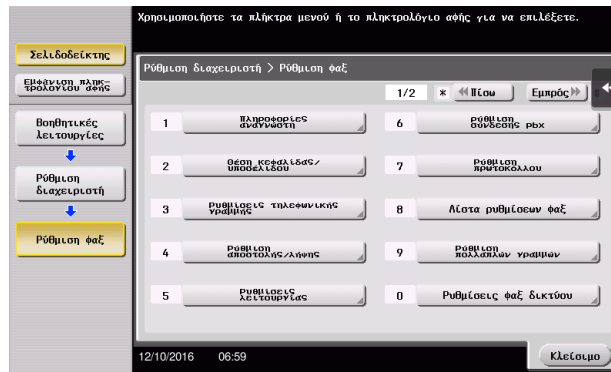 Χρησιμοποιήστε τα πλήκτρα μενού ή το πληκτρολόγιο αφής για να επιλέξετε.
Σελιδοδείκτης
Εμφάνιση πληκ-
τρολογίου αφής
Βοηθητικές
λειτουργίες
Ρύθμιση
διαχειριστή
Ρύθμιση φαξ
Ρύθμιση διαχειριστή > Ρύθμιση φαξ
1/2 * Πίσω Εμπρός
1 Πληροφορίες
αναγνώστη
2 Θέση κεφαλίδας/
υποσέλιδου
3 Ρυθμίσεις τηλεφωνικής
γραμμής
4 Ρύθμιση
αποστολής/λήψης
5 Ρυθμίσεις
λειτουργίας
6 Ρύθμιση
σύνδεσης pbx
7 Ρύθμιση
πρωτοκόλλου
8 Λίστα ρυθμίσεων φαξ
9 Ρύθμιση
πολλαπλών γραμμών
0 Ρυθμίσεις φαξ δικτύου
12/10/2016 06:59
Κλείσιμο